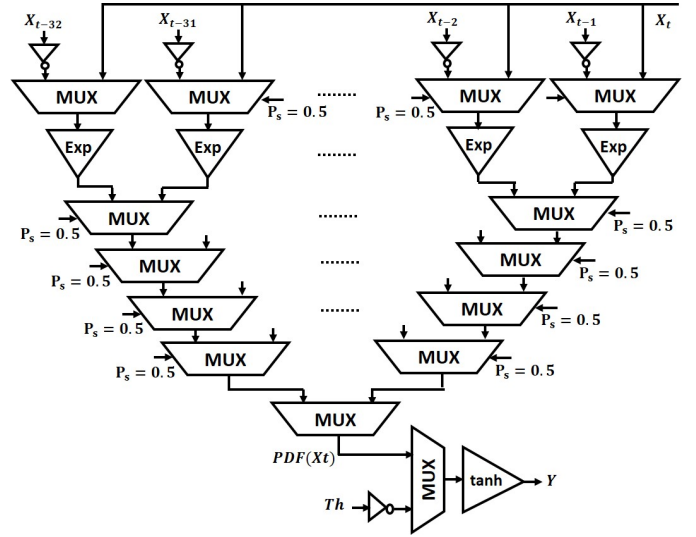 X_{t-32} X_{t-31} X_{t-2} X_{t-1} X_t
MUX MUX ........ MUX MUX
P_s = 0.5 P_s = 0.5
Exp Exp ........ Exp Exp
MUX ........ MUX
P_s = 0.5 P_s = 0.5
MUX ........ MUX
P_s = 0.5 P_s = 0.5
MUX ........ MUX
P_s = 0.5 P_s = 0.5
MUX MUX
P_s = 0.5 P_s = 0.5
MUX
PDF(Xt)
MUX tanh Y
Th